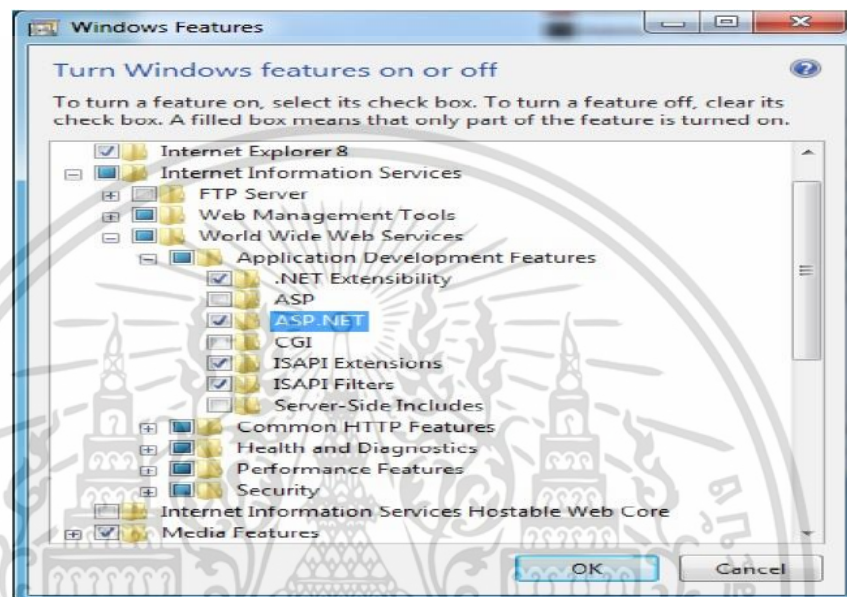 Windows Features
Turn Windows features on or off
To turn a feature on, select its check box. To turn a feature off, clear its
check box. A filled box means that only part of the feature is turned on.
Internet Explorer 8
Internet Information Services
FTP Server
Web Management Tools
World Wide Web Services
Application Development Features
.NET Extensibility
ASP
ASP.NET
CGI
ISAPI Extensions
ISAPI Filters
Server-Side Includes
Common HTTP Features
Health and Diagnostics
Performance Features
Security
Internet Information Services Hostable Web Core
Media Features
OK
Cancel